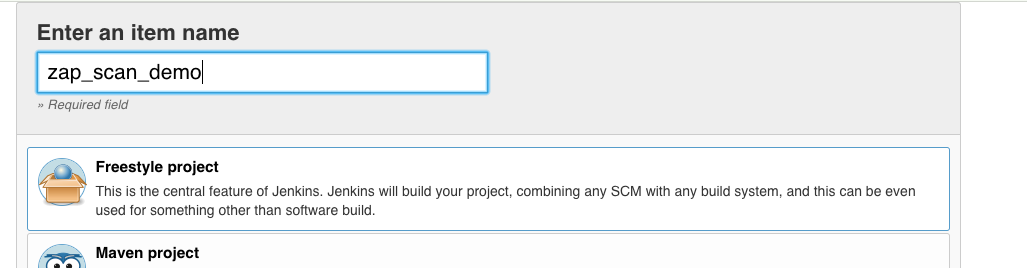 Enter an item name
zap_scan_demo
» Required field
Freestyle project
This is the central feature of Jenkins. Jenkins will build your project, combining any SCM with any build system, and this can be even
used for something other than software build.
Maven project